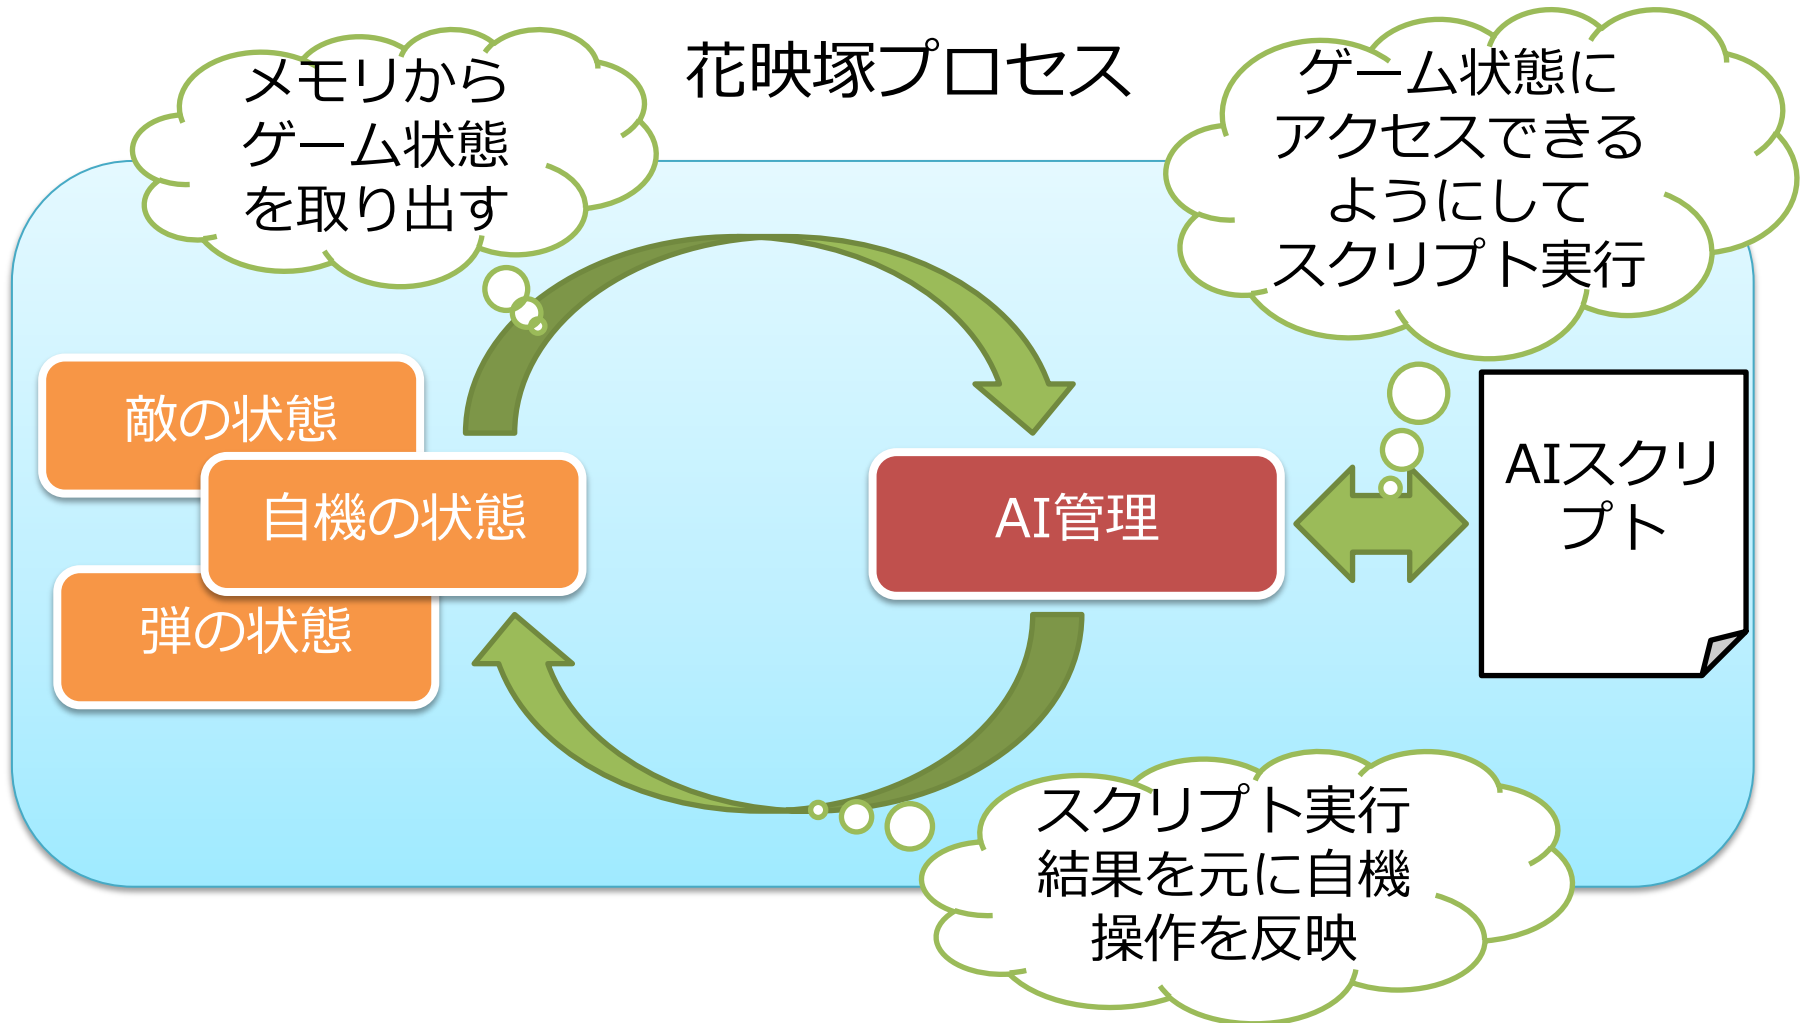 花映塚プロセス
メモリから
ゲーム状態
を取り出す
ゲーム状態に
アクセスできる
ようにして
スクリプト実行
敵の状態
自機の状態
弾の状態
AI管理
AIスクリ
プト
スクリプト実行
結果を元に自機
操作を反映